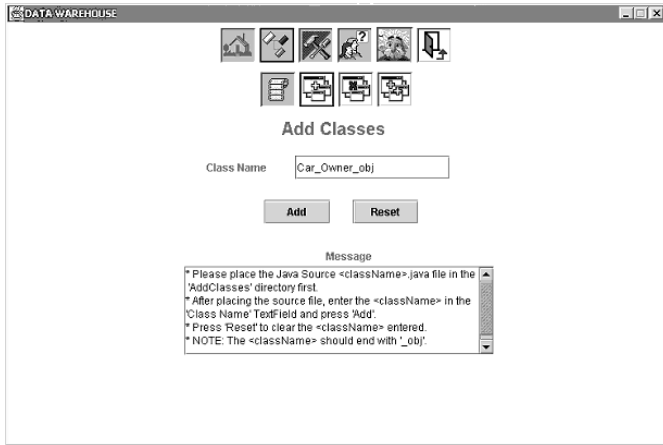 DATA WAREHOUSE
Add Classes
Class Name Car_Owner_obj
Add Reset
Message
* Please place the Java Source <className>.java file in the
'AddClasses' directory first.
* After placing the source file, enter the <className> in the
'Class Name' TextField and press 'Add'.
* Press 'Reset' to clear the <className> entered.
* NOTE: The <className> should end with '_obj'.